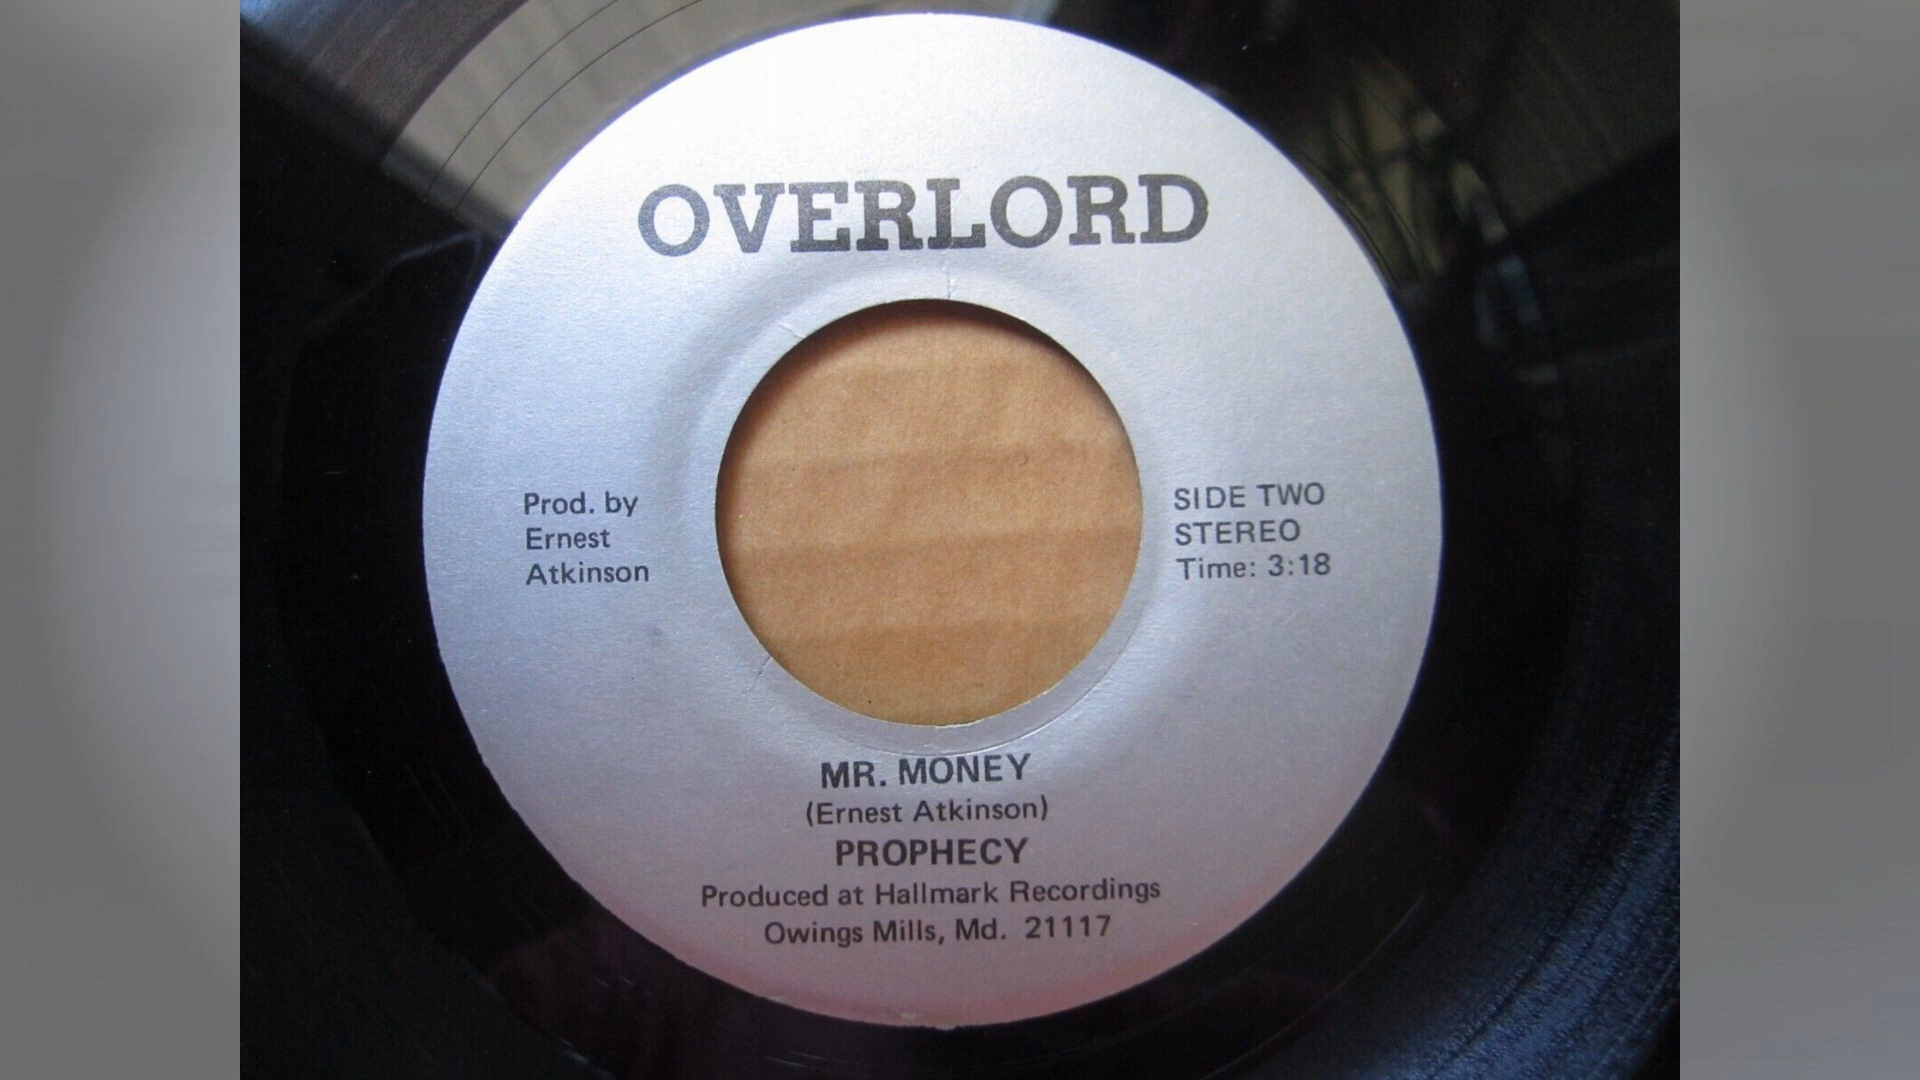 OVERLORD
Prod. by
Ernest
Atkinson
SIDE TWO
STEREO
Time: 3:18
MR. MONEY
(Ernest Atkinson)
PROPHECY
Produced at Hallmark Recordings
Owings Mills, Md. 21117